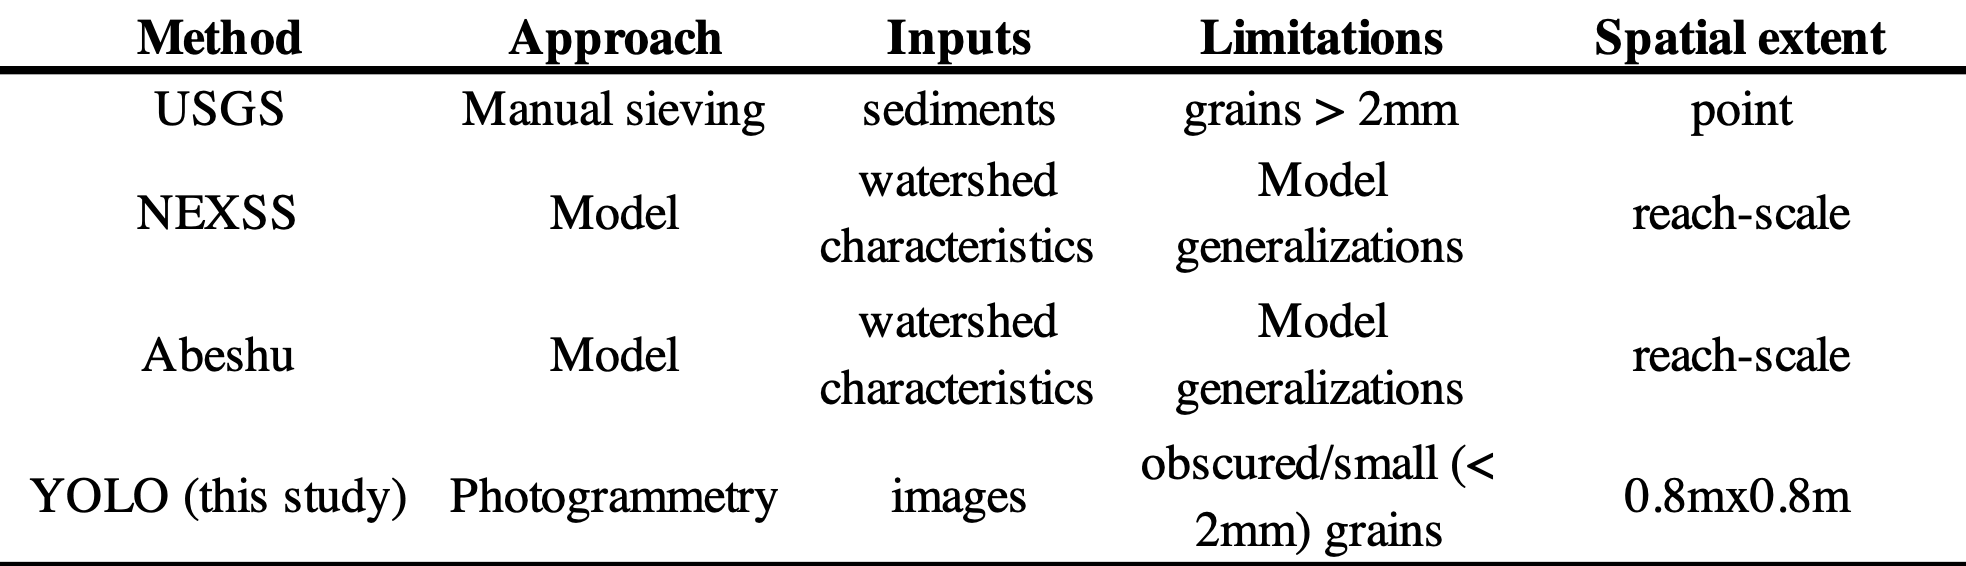 Method Approach Inputs Limitations Spatial extent
USGS Manual sieving sediments grains > 2mm point
NEXSS Model watershed characteristics Model generalizations reach-scale
Abeshu Model watershed characteristics Model generalizations reach-scale
YOLO (this study) Photogrammetry images obscured/small (< 2mm) grains 0.8mx0.8m